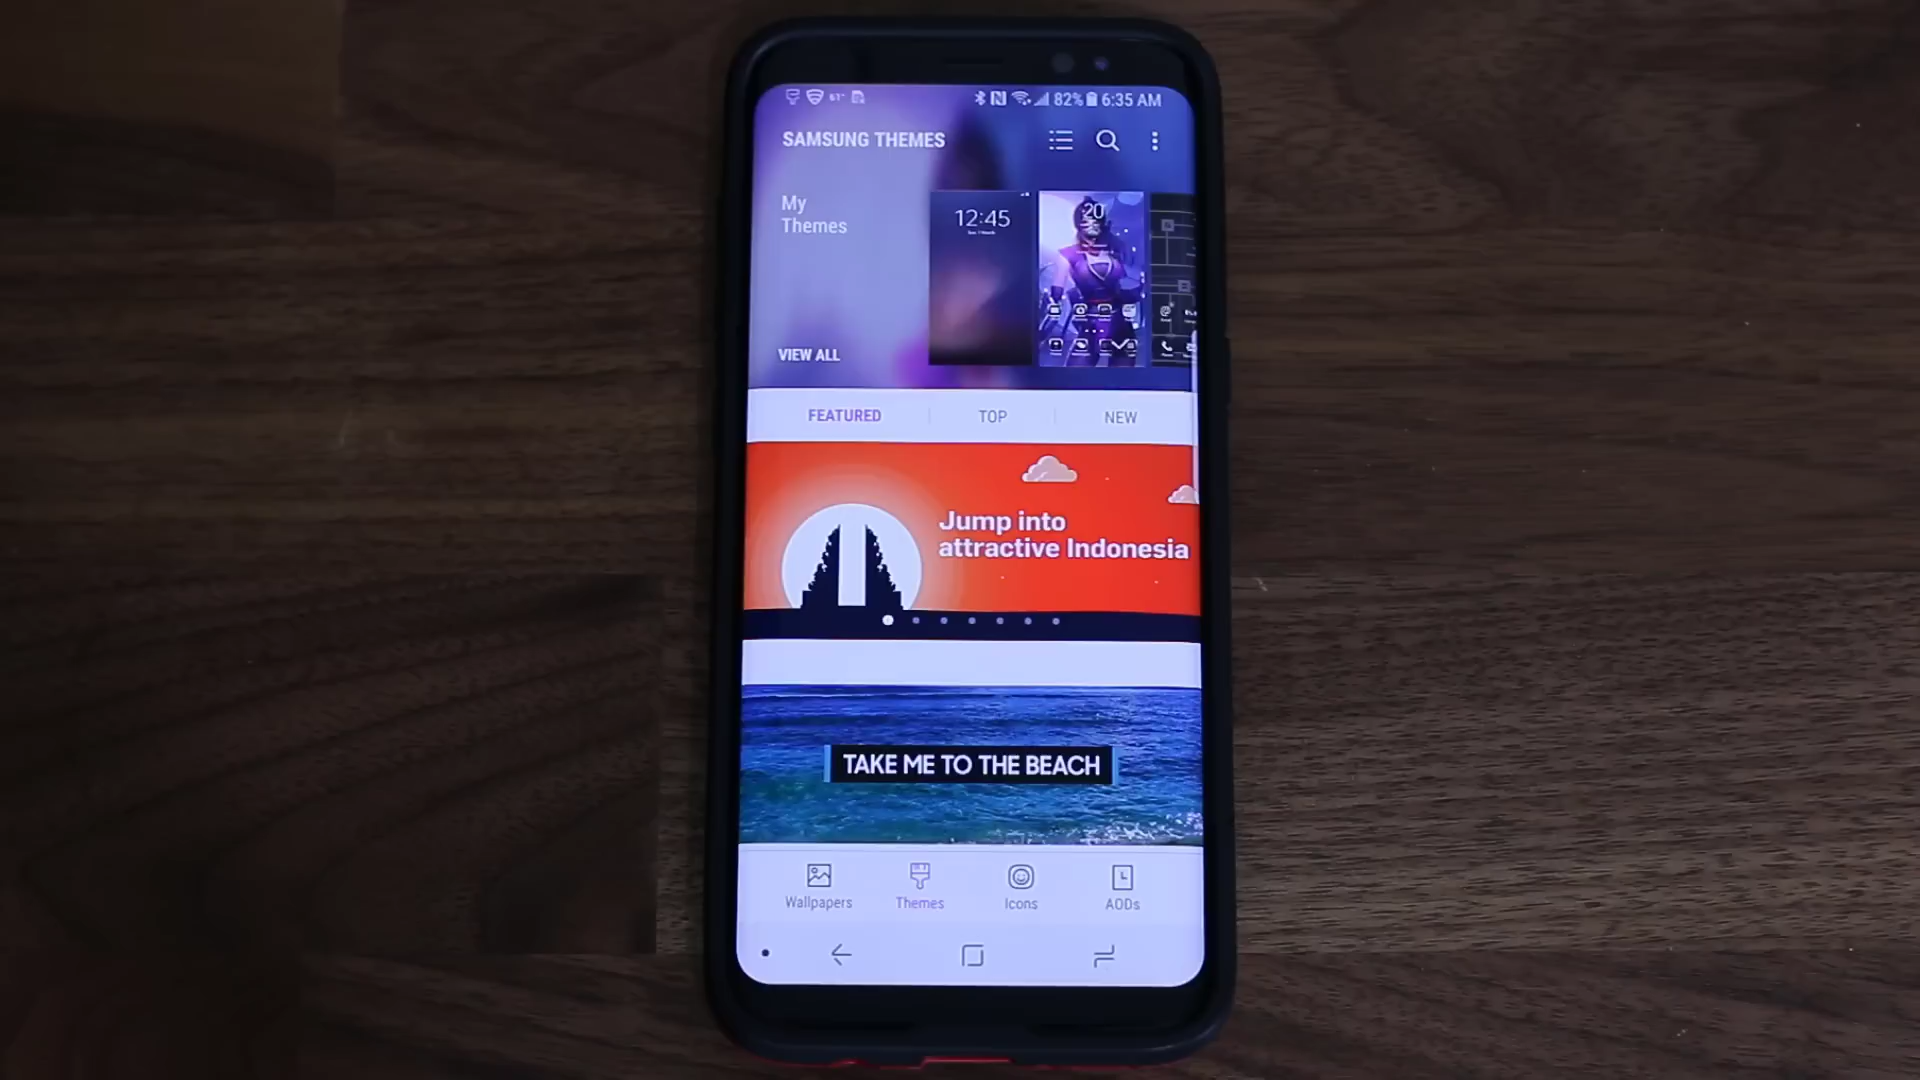 61°
82% 6:35 AM
SAMSUNG THEMES
My
Themes
12:45
20
VIEW ALL
FEATURED
TOP
NEW
Jump into
attractive Indonesia
TAKE ME TO THE BEACH
Wallpapers
Themes
Icons
AODs